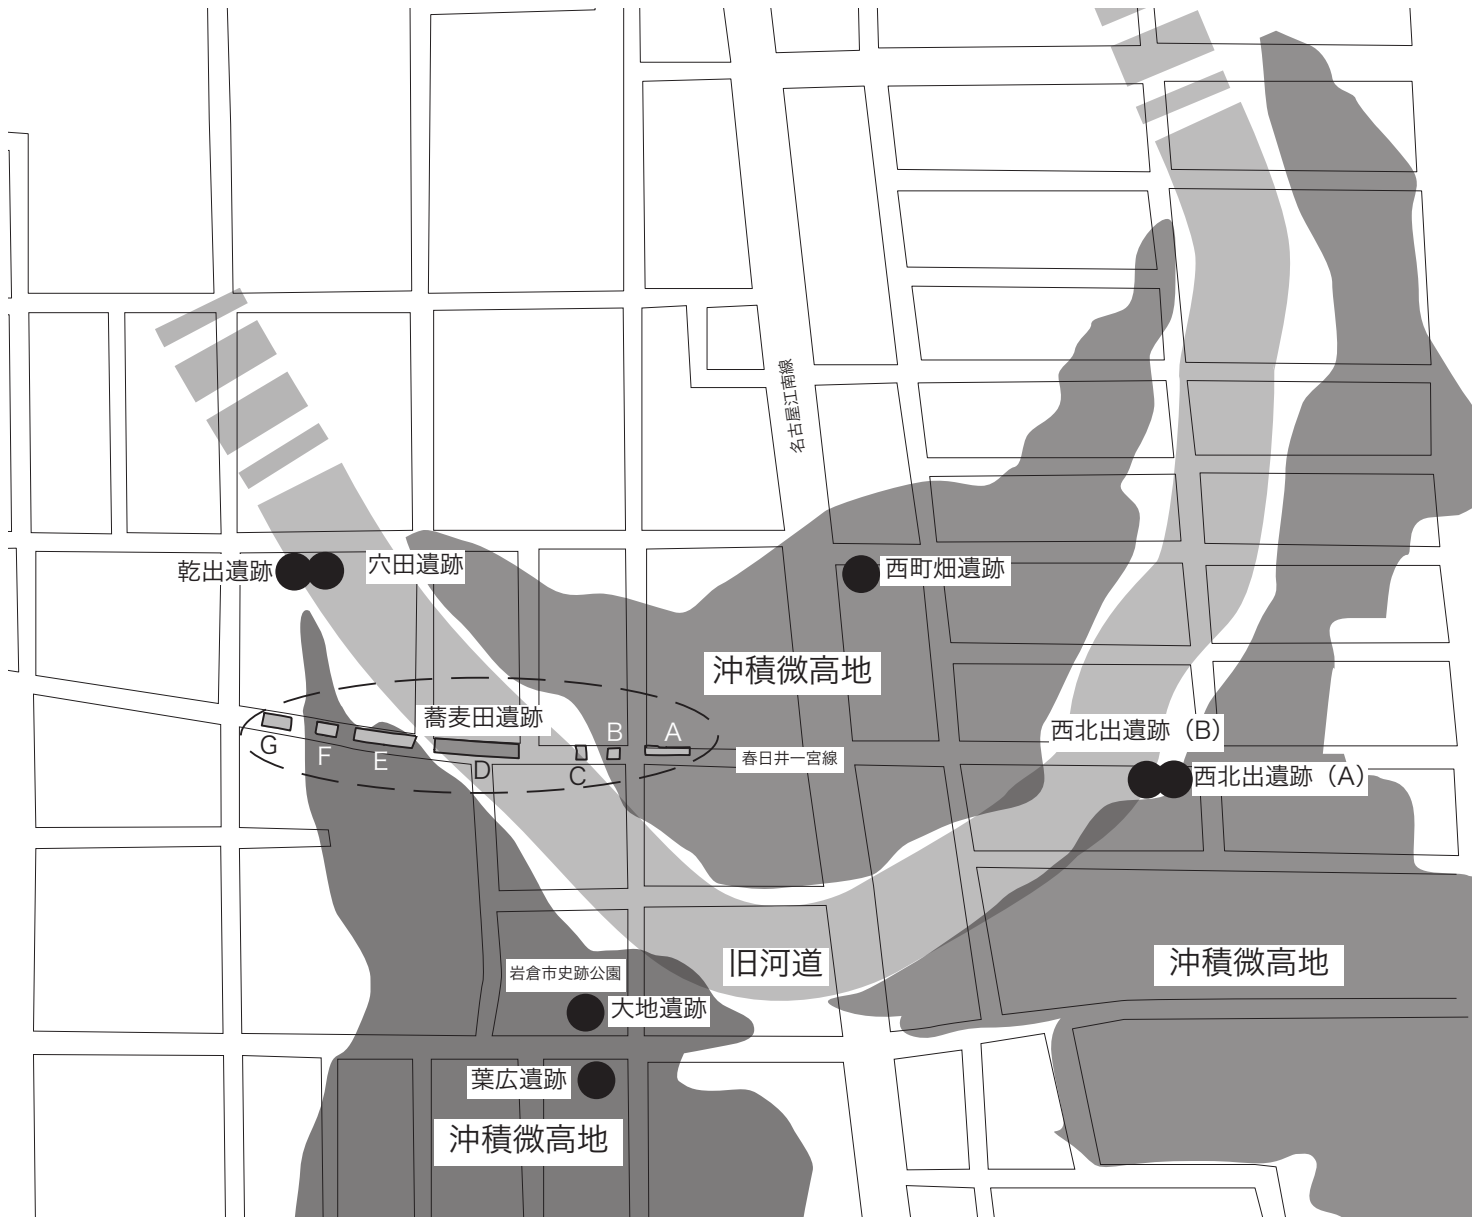 名古屋江南線
乾出遺跡
穴田遺跡
西町畑遺跡
沖積微高地
蕎麦田遺跡
G
F
E
D
C
B
A
春日井一宮線
西北出遺跡（B）
西北出遺跡（A）
旧河道
沖積微高地
岩倉市史跡公園
大地遺跡
葉広遺跡
沖積微高地